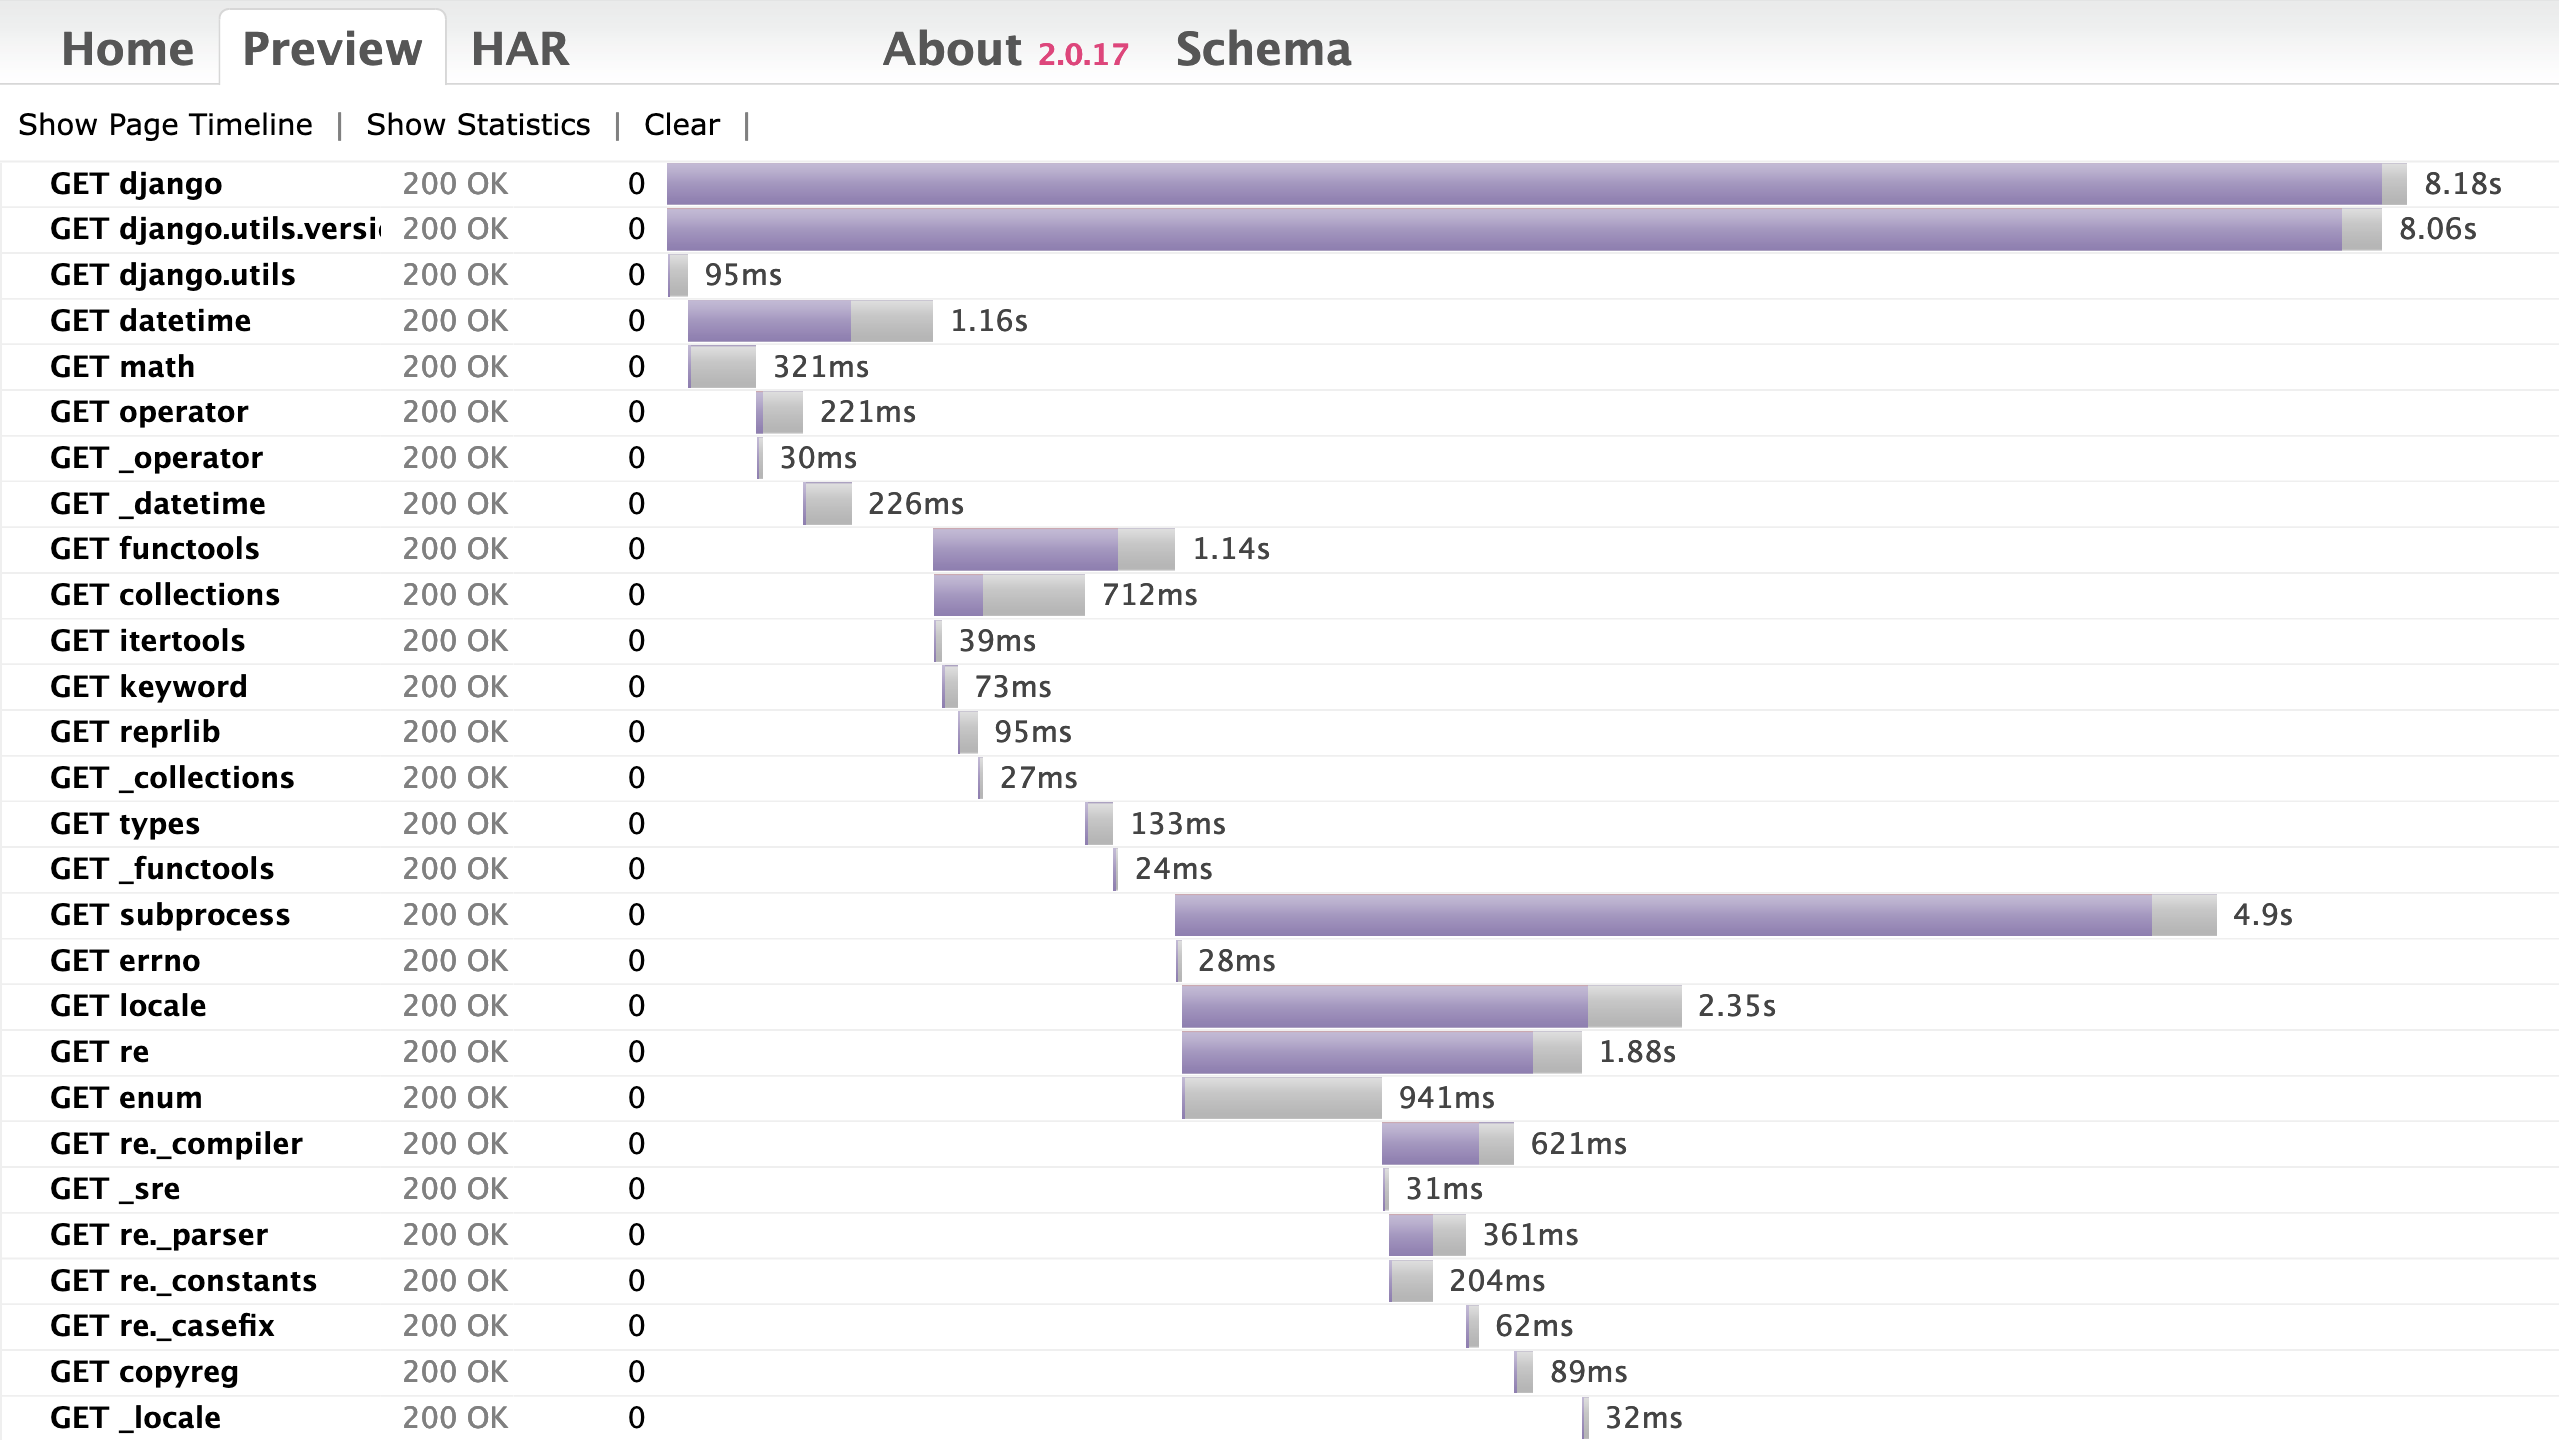 Home Preview HAR About 2.0.17 Schema
Show Page Timeline | Show Statistics | Clear |
GET django 200 OK 0 8.18s
GET django.utils.versi 200 OK 0 8.06s
GET django.utils 200 OK 0 95ms
GET datetime 200 OK 0 1.16s
GET math 200 OK 0 321ms
GET operator 200 OK 0 221ms
GET _operator 200 OK 0 30ms
GET _datetime 200 OK 0 226ms
GET functools 200 OK 0 1.14s
GET collections 200 OK 0 712ms
GET itertools 200 OK 0 39ms
GET keyword 200 OK 0 73ms
GET reprlib 200 OK 0 95ms
GET _collections 200 OK 0 27ms
GET types 200 OK 0 133ms
GET _functools 200 OK 0 24ms
GET subprocess 200 OK 0 4.9s
GET errno 200 OK 0 28ms
GET locale 200 OK 0 2.35s
GET re 200 OK 0 1.88s
GET enum 200 OK 0 941ms
GET re._compiler 200 OK 0 621ms
GET _sre 200 OK 0 31ms
GET re._parser 200 OK 0 361ms
GET re._constants 200 OK 0 204ms
GET re._casefix 200 OK 0 62ms
GET copyreg 200 OK 0 89ms
GET _locale 200 OK 0 32ms